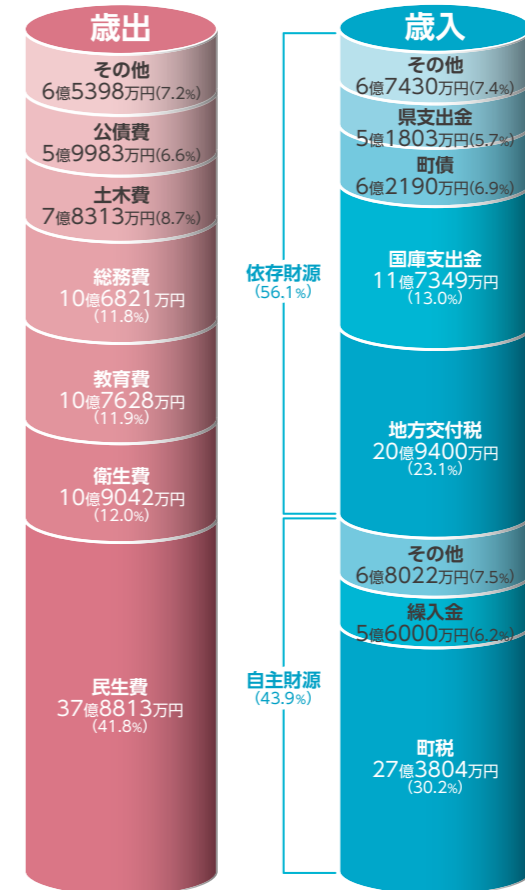 歳出
その他
6億5398万円(7.2%)
公債費
5億9983万円(6.6%)
土木費
7億8313万円(8.7%)
総務費
10億6821万円
(11.8%)
教育費
10億7628万円
(11.9%)
衛生費
10億9042万円
(12.0%)
民生費
37億8813万円
(41.8%)
依存財源
(56.1%)
自主財源
(43.9%)
歳入
その他
6億7430万円(7.4%)
県支出金
5億1803万円(5.7%)
町債
6億2190万円(6.9%)
国庫支出金
11億7349万円
(13.0%)
地方交付税
20億9400万円
(23.1%)
その他
6億8022万円(7.5%)
繰入金
5億6000万円(6.2%)
町税
27億3804万円
(30.2%)